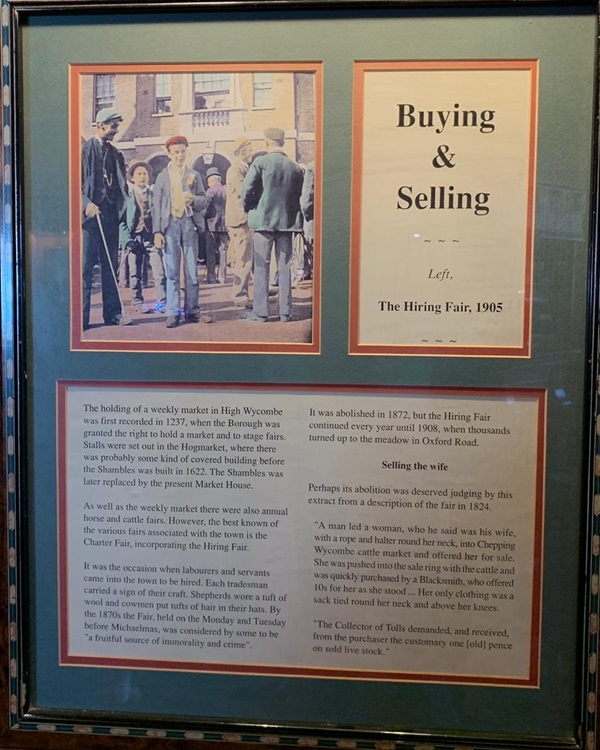 Buying
&
Selling
~ ~ ~
Left,
The Hiring Fair, 1905
~ ~ ~
The holding of a weekly market in High Wycombe
was first recorded in 1237, when the Borough was
granted the right to hold a market and to stage fairs.
Stalls were set out in the Hogmarket, where there
was probably some kind of covered building before
the Shambles was built in 1622. The Shambles was
later replaced by the present Market House.
As well as the weekly market there were also annual
horse and cattle fairs. However, the best known of
the various fairs associated with the town is the
Charter Fair, incorporating the Hiring Fair.
It was the occasion when labourers and servants
came into the town to be hired. Each tradesman
carried a sign of their craft. Shepherds wore a tuft of
wool and cowmen put tufts of hair in their hats. By
the 1870s the Fair, held on the Monday and Tuesday
before Michaelmas, was considered by some to be
"a fruitful source of immorality and crime".
It was abolished in 1872, but the Hiring Fair
continued every year until 1908, when thousands
turned up to the meadow in Oxford Road.
Selling the wife
Perhaps its abolition was deserved judging by this
extract from a description of the fair in 1824.
"A man led a woman, who he said was his wife,
with a rope and halter round her neck, into Chepping
Wycombe cattle market and offered her for sale.
She was pushed into the sale ring with the cattle and
was quickly purchased by a Blacksmith, who offered
10s for her as she stood ... Her only clothing was a
sack tied round her neck and above her knees.
"The Collector of Tolls demanded, and received,
from the purchaser the customary one [old] pence
on sold live stock."